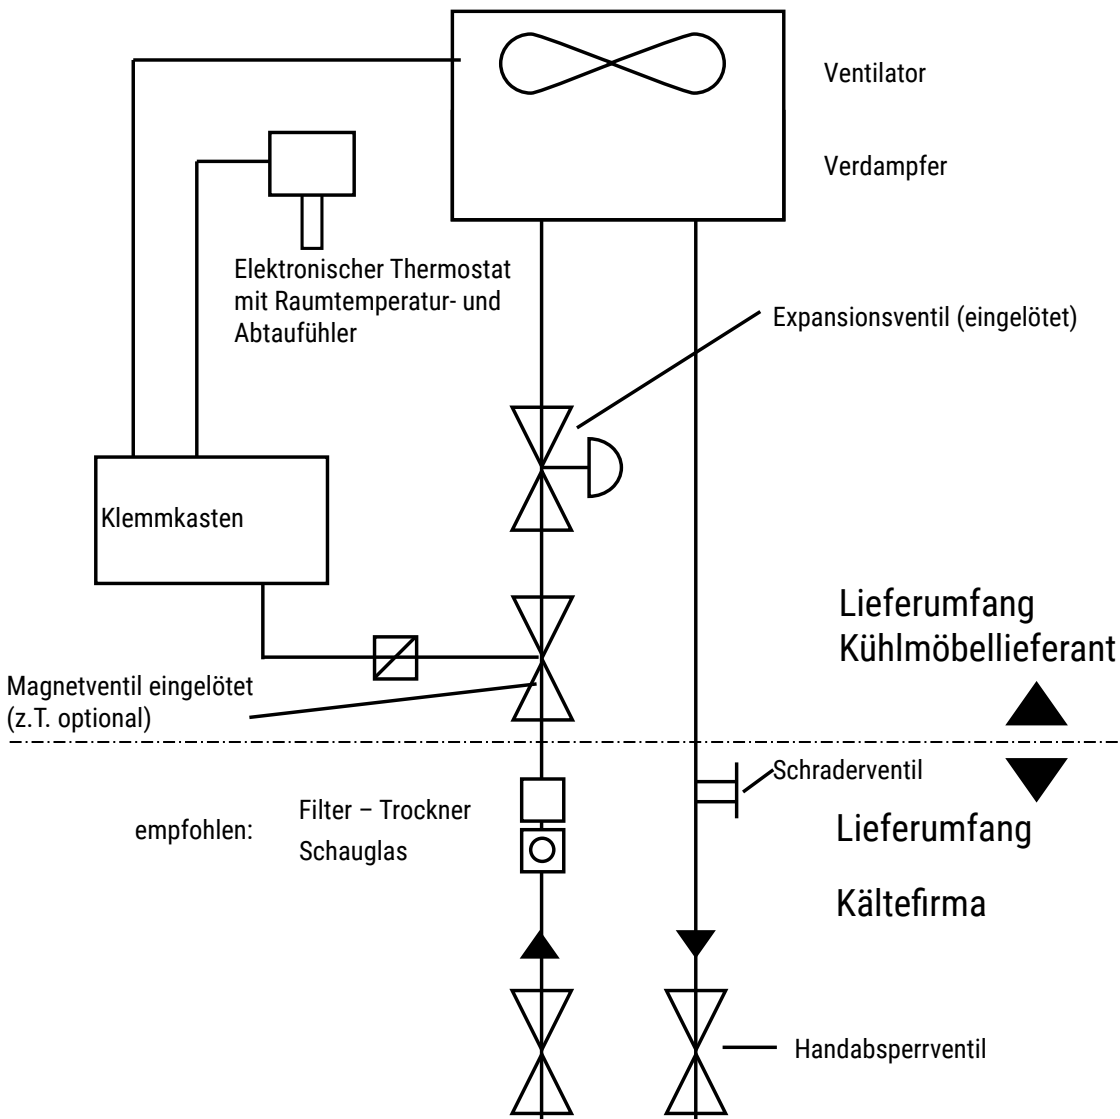 Ventilator
Verdampfer
Elektronischer Thermostat
mit Raumtemperatur- und
Abtaufühler
Expansionsventil (eingelötet)
Klemmkasten
Lieferumfang
Kühlmöbellieferant
Magnetventil eingelötet
(z.T. optional)
Schraderventil
Filter – Trockner
empfohlen:
Schauglas
Lieferumfang
Kältefirma
Handabsperrventil